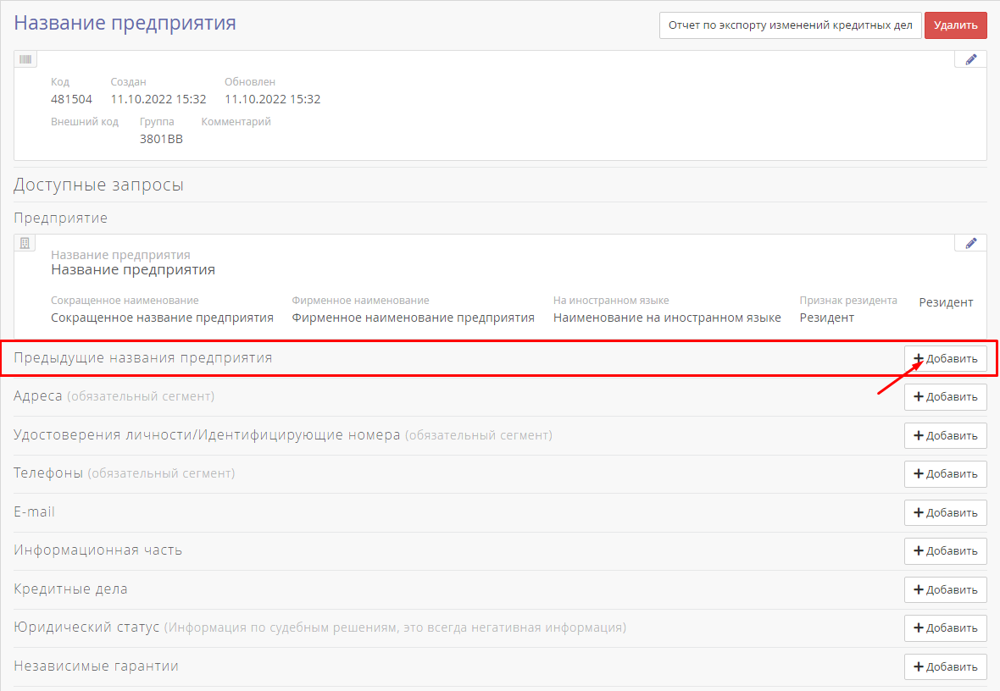 Название предприятия
Отчет по экспорту изменений кредитных дел
Удалить
Код Создан Обновлен
481504 11.10.2022 15:32 11.10.2022 15:32
Внешний код Группа Комментарий
3801BB
Доступные запросы
Предприятие
Название предприятия
Название предприятия
Сокращенное наименование Фирменное наименование На иностранном языке Признак резидента Резидент
Сокращенное название предприятия Фирменное наименование предприятия Наименование на иностранном языке Резидент
Предыдущие названия предприятия Добавить
Адреса (обязательный сегмент) Добавить
Удостоверения личности/Идентифицирующие номера (обязательный сегмент) Добавить
Телефоны (обязательный сегмент) Добавить
E-mail Добавить
Информационная часть Добавить
Кредитные дела Добавить
Юридический статус (Информация по судебным решениям, это всегда негативная информация) Добавить
Независимые гарантии Добавить